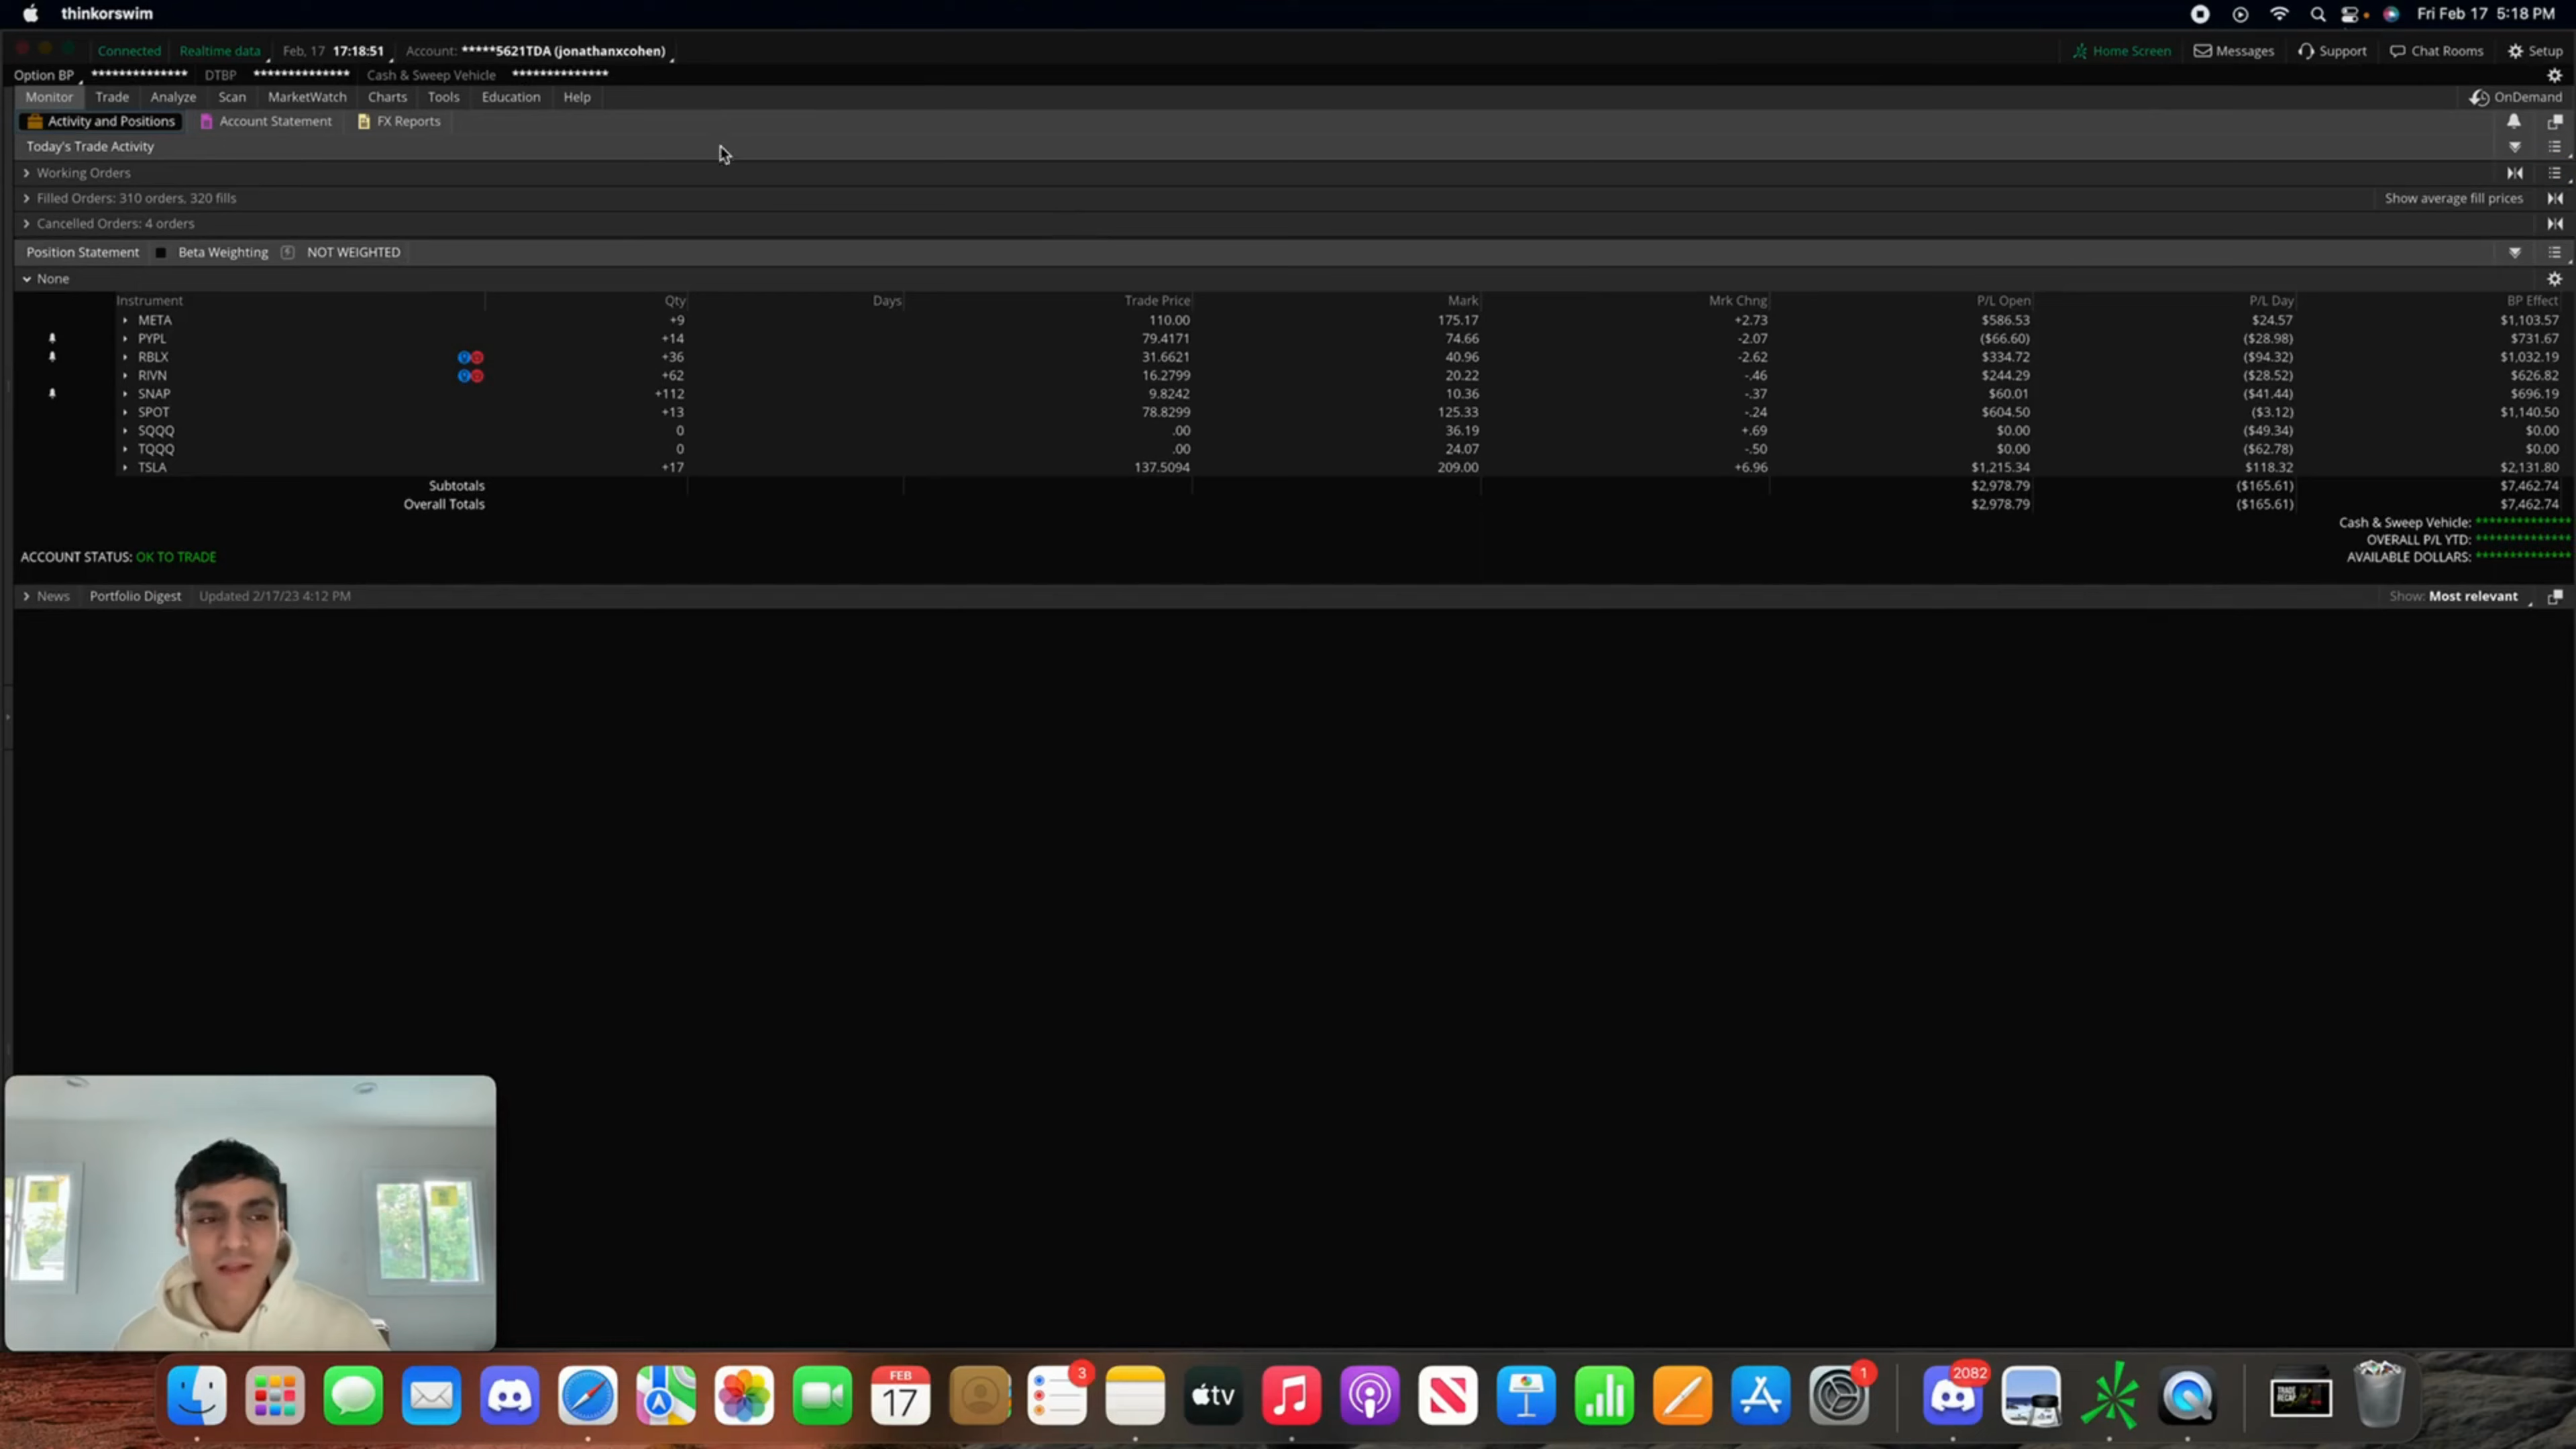 thinkorswim Fri Feb 17 5:18 PM
Connected Realtime data Feb, 17 17:18:51 Account: *****5621TDA (jonathanxcohen) Home Screen Messages Support Chat Rooms Setup
Option BP ************** DTBP ************** Cash & Sweep Vehicle **************
Monitor Trade Analyze Scan MarketWatch Charts Tools Education Help OnDemand
Activity and Positions Account Statement FX Reports
Today's Trade Activity
Working Orders
Filled Orders: 310 orders, 320 fills Show average fill prices
Cancelled Orders: 4 orders
Position Statement Beta Weighting NOT WEIGHTED
None
Instrument Qty Days Trade Price Mark Mrk Chng P/L Open P/L Day BP Effect
META +9 110.00 175.17 +2.73 $586.53 $24.57 $1,103.57
PYPL +14 79.4171 74.66 -2.07 ($66.60) ($28.98) $731.67
RBLX +36 31.6621 40.96 -2.62 $334.72 ($94.32) $1,032.19
RIVN +62 16.2799 20.22 -.46 $244.29 ($28.52) $626.82
SNAP +112 9.8242 10.36 -.37 $60.01 ($41.44) $696.19
SPOT +13 78.8299 125.33 -.24 $604.50 ($3.12) $1,140.50
SQQQ 0 .00 36.19 +.69 $0.00 ($49.34) $0.00
TQQQ 0 .00 24.07 -.50 $0.00 ($62.78) $0.00
TSLA +17 137.5094 209.00 +6.96 $1,215.34 $118.32 $2,131.80
Subtotals $2,978.79 ($165.61) $7,462.74
Overall Totals $2,978.79 ($165.61) $7,462.74
Cash & Sweep Vehicle: **************
OVERALL P/L YTD: **************
ACCOUNT STATUS: OK TO TRADE AVAILABLE DOLLARS: **************
News Portfolio Digest Updated 2/17/23 4:12 PM Show: Most relevant
FEB
17
3
tv
1
2082
TRADE
RECAP